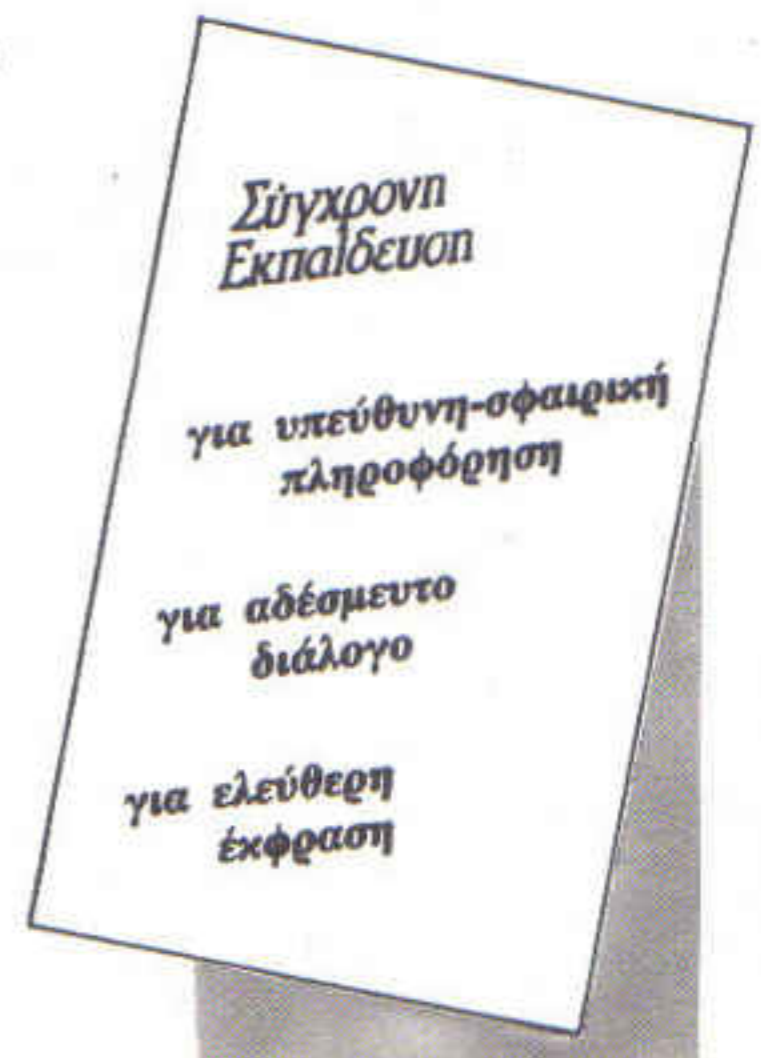 Σύγχρονη
Εκπαίδευση
για υπεύθυνη-σφαιρική
πληροφόρηση
για αδέσμευτο
διάλογο
για ελεύθερη
έκφραση